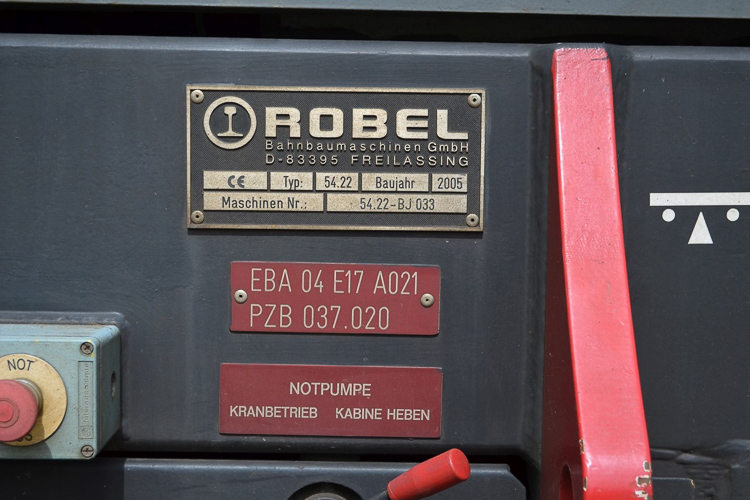 ROBEL
Bahnbaumaschinen GmbH
D-83395 FREILASSING
CE Typ: 54.22 Baujahr 2005
Maschinen Nr.: 54.22-BJ 033
EBA 04 E17 A021
PZB 037.020
NOT
NOTPUMPE
KRANBETRIEB KABINE HEBEN